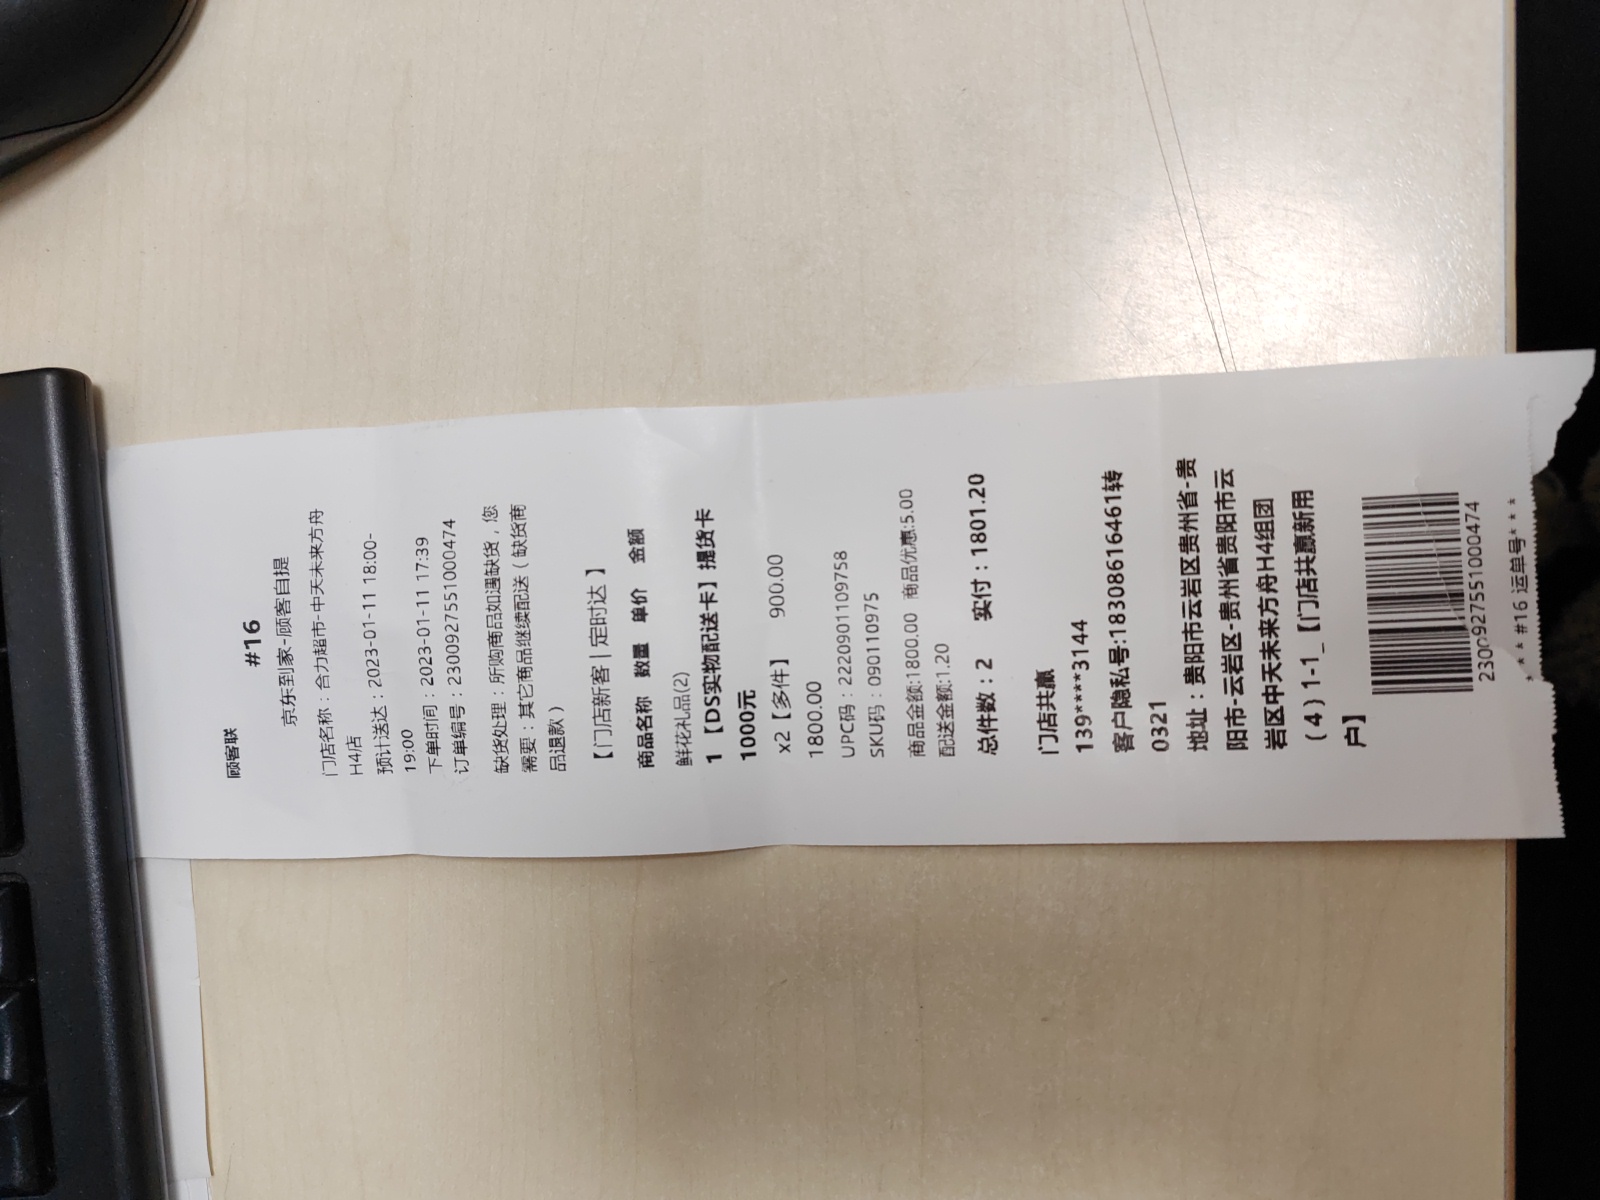 顾客联
#16
京东到家-顾客自提
门店名称：合力超市-中天未来方舟
H4店
预计送达：2023-01-11 18:00-
19:00
下单时间：2023-01-11 17:39
订单编号：2300927551000474
缺货处理：所购商品如遇缺货，您
需要：其它商品继续配送（缺货商
品退款）
【门店新客|定时达】
商品名称 数量 单价 金额
鲜花礼品(2)
1【DS实物配送卡】提货卡
1000元
x2【多件】 900.00
1800.00
UPC码：2220901109758
SKU码：090110975
商品金额:1800.00 商品优惠:5.00
配送金额:1.20
总件数：2 实付：1801.20
门店共赢
139****3144
客户隐私号:18308616461转
0321
地址：贵阳市云岩区贵州省-贵
阳市-云岩区-贵州省贵阳市云
岩区中天未来方舟H4组团
（4）1-1_【门店共赢新用
户】
2300927551000474
****#16 运单号****